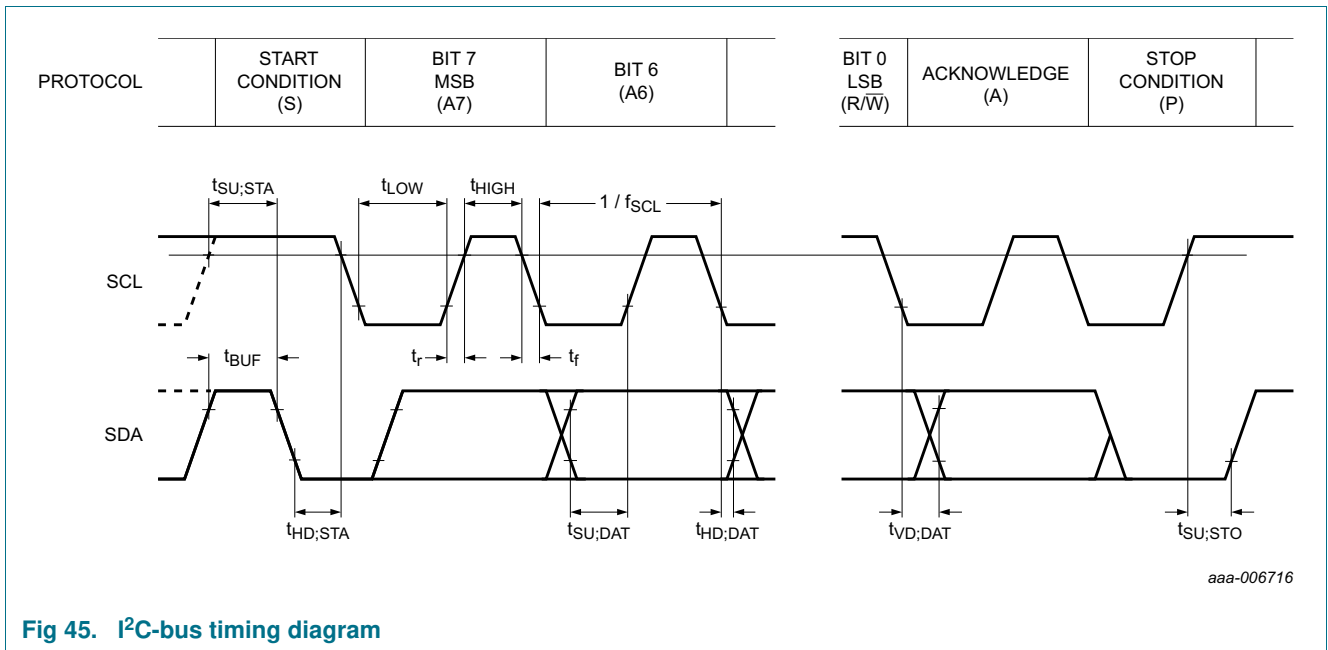 PROTOCOL
START
CONDITION
(S)
BIT 7
MSB
(A7)
BIT 6
(A6)
BIT 0
LSB
(R/W̅)
ACKNOWLEDGE
(A)
STOP
CONDITION
(P)
tSU;STA
tLOW
tHIGH
1 / fSCL
SCL
tBUF
tr
tf
SDA
tHD;STA
tSU;DAT
tHD;DAT
tVD;DAT
tSU;STO
aaa-006716
Fig 45. I²C-bus timing diagram